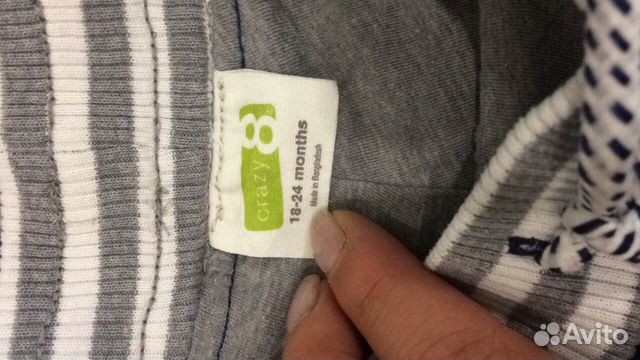 crazy 8
18-24 months
Made in Bangladesh
Avito